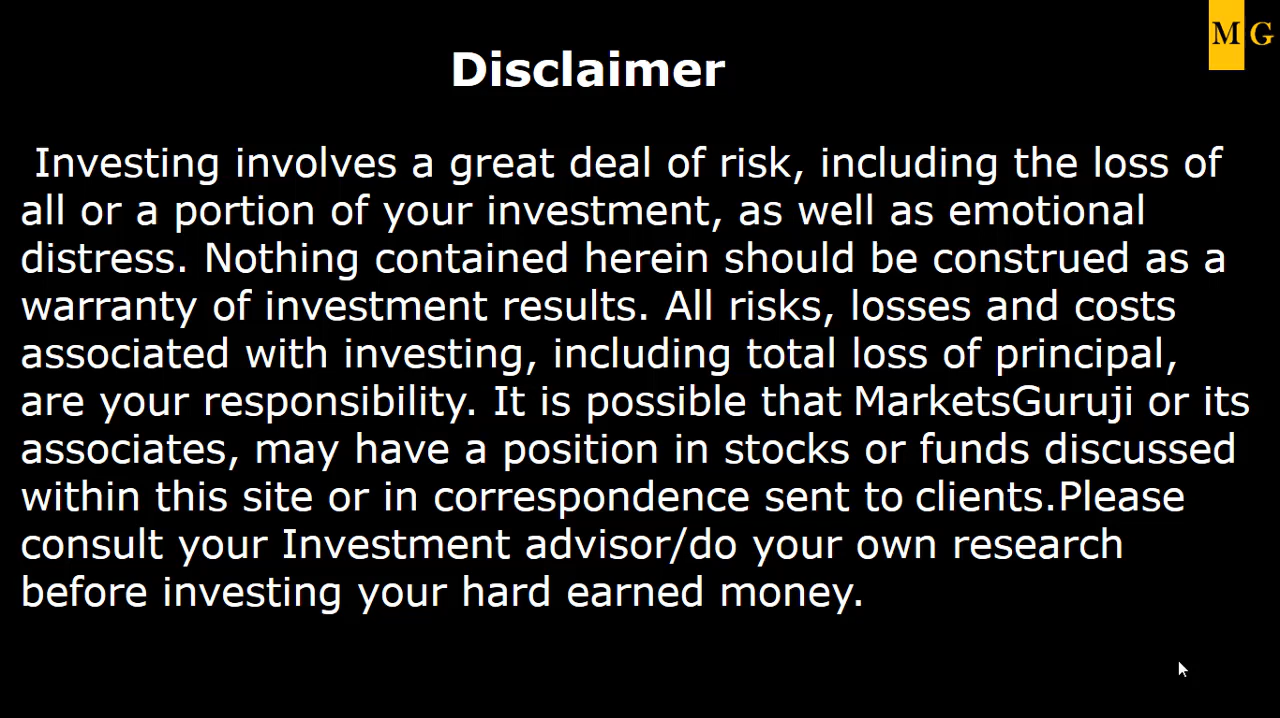 M G
Disclaimer
Investing involves a great deal of risk, including the loss of
all or a portion of your investment, as well as emotional
distress. Nothing contained herein should be construed as a
warranty of investment results. All risks, losses and costs
associated with investing, including total loss of principal,
are your responsibility. It is possible that MarketsGuruji or its
associates, may have a position in stocks or funds discussed
within this site or in correspondence sent to clients.Please
consult your Investment advisor/do your own research
before investing your hard earned money.